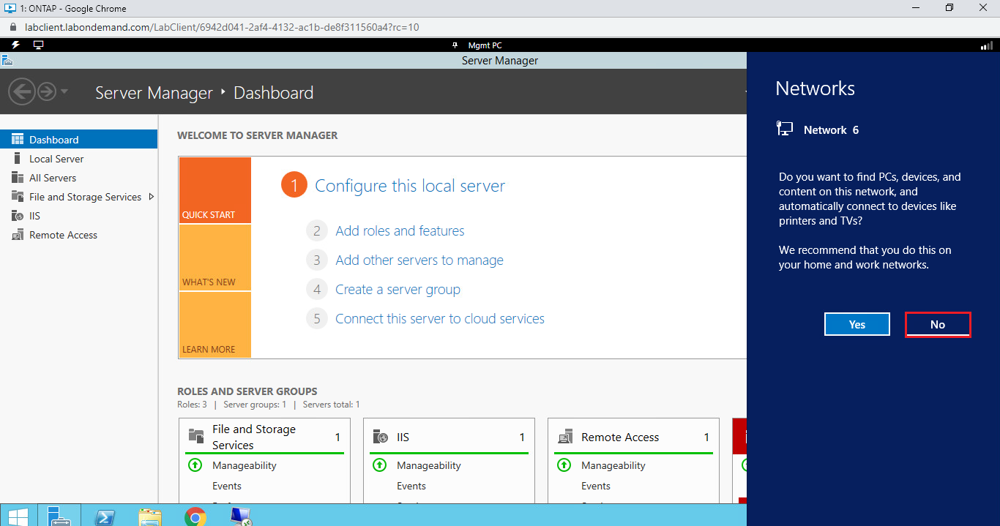 1: ONTAP - Google Chrome
labclient.labondemand.com/LabClient/6942d041-2af4-4132-ac1b-de8f311560a4?rc=10
Mgmt PC
Server Manager
Server Manager
Dashboard
Dashboard
Local Server
All Servers
File and Storage Services
IIS
Remote Access
WELCOME TO SERVER MANAGER
QUICK START
WHAT'S NEW
LEARN MORE
1 Configure this local server
2 Add roles and features
3 Add other servers to manage
4 Create a server group
5 Connect this server to cloud services
ROLES AND SERVER GROUPS
Roles: 3 | Server groups: 1 | Servers total: 1
File and Storage
Services
1
Manageability
Events
IIS 1
Manageability
Events
Remote Access 1
Manageability
Events
Networks
Network 6
Do you want to find PCs, devices, and
content on this network, and
automatically connect to devices like
printers and TVs?
We recommend that you do this on
your home and work networks.
Yes
No